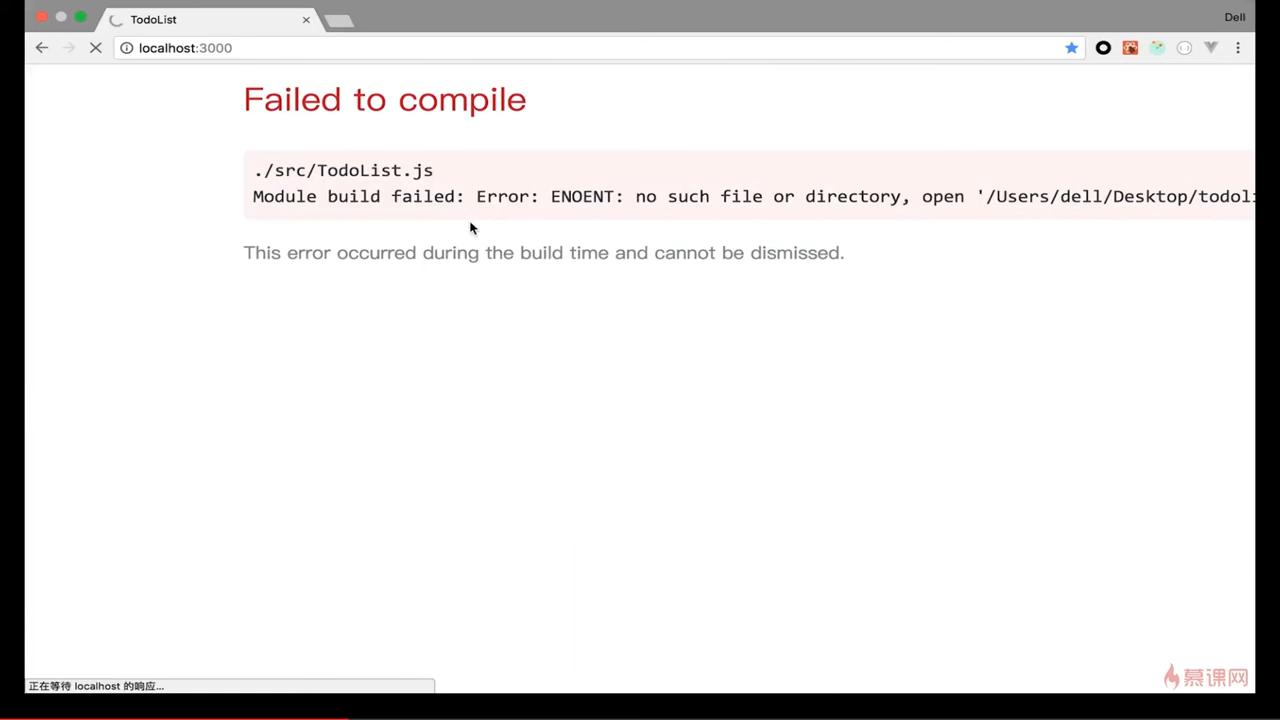 TodoList
Dell
localhost:3000
Failed to compile
./src/TodoList.js
Module build failed: Error: ENOENT: no such file or directory, open '/Users/dell/Desktop/todoli
This error occurred during the build time and cannot be dismissed.
正在等待 localhost 的响应...
慕课网